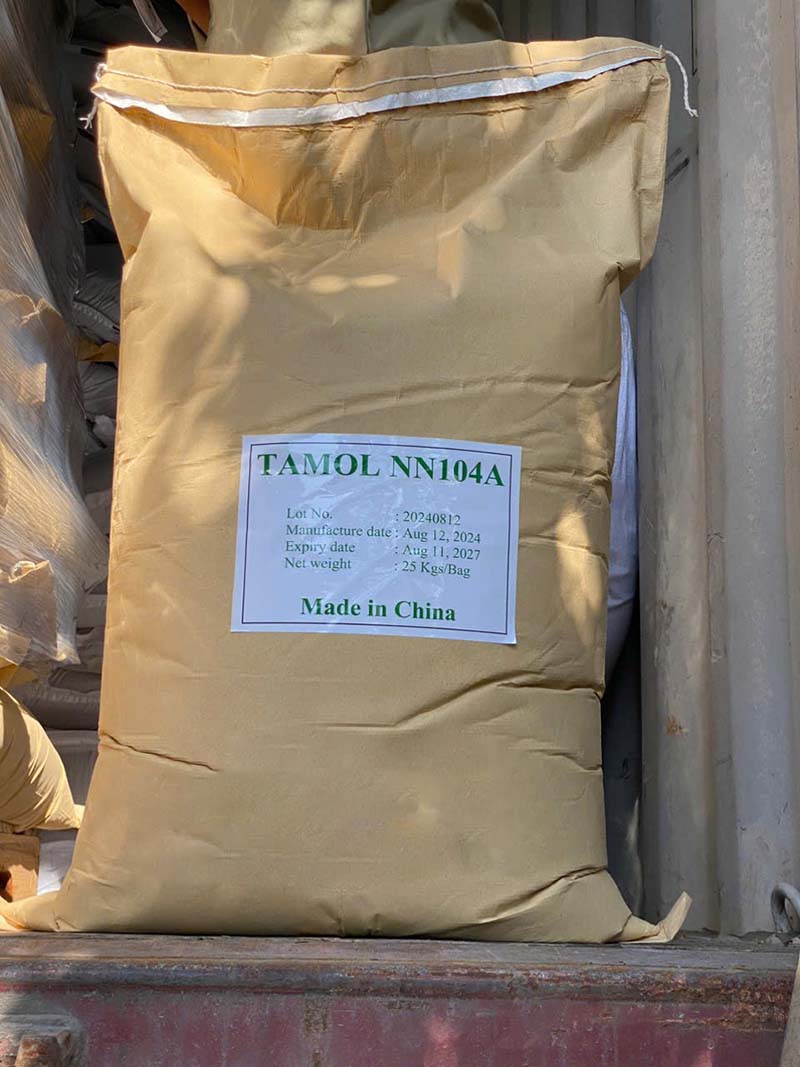 TAMOL NN104A
Lot No. : 20240812
Manufacture date : Aug 12, 2024
Expiry date : Aug 11, 2027
Net weight : 25 Kgs/Bag
Made in China